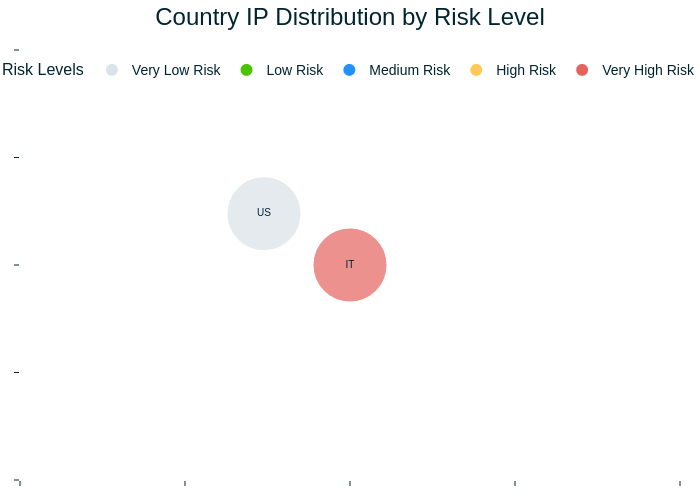 Country IP Distribution by Risk Level
Risk Levels Very Low Risk Low Risk Medium Risk High Risk Very High Risk
US
IT